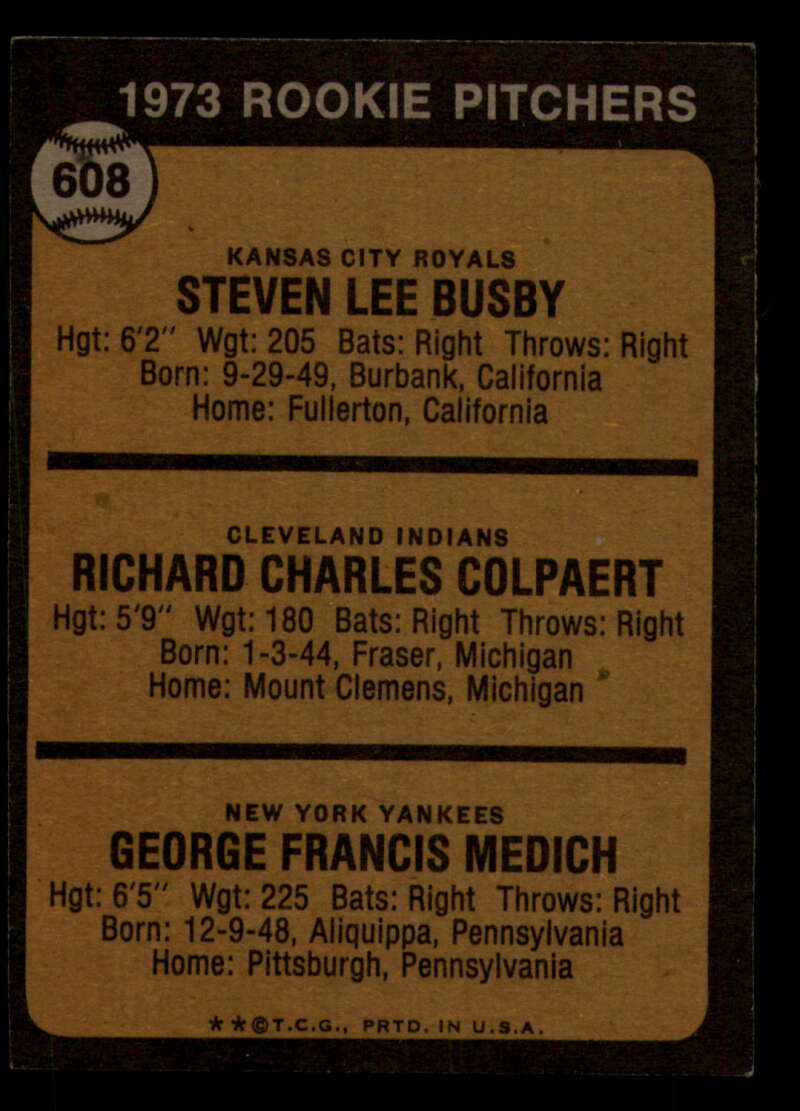 1973 ROOKIE PITCHERS
608
KANSAS CITY ROYALS
STEVEN LEE BUSBY
Hgt: 6'2" Wgt: 205 Bats: Right Throws: Right
Born: 9-29-49, Burbank, California
Home: Fullerton, California
CLEVELAND INDIANS
RICHARD CHARLES COLPAERT
Hgt: 5'9" Wgt: 180 Bats: Right Throws: Right
Born: 1-3-44, Fraser, Michigan
Home: Mount Clemens, Michigan
NEW YORK YANKEES
GEORGE FRANCIS MEDICH
Hgt: 6'5" Wgt: 225 Bats: Right Throws: Right
Born: 12-9-48, Aliquippa, Pennsylvania
Home: Pittsburgh, Pennsylvania
**©T.C.G., PRTD. IN U.S.A.